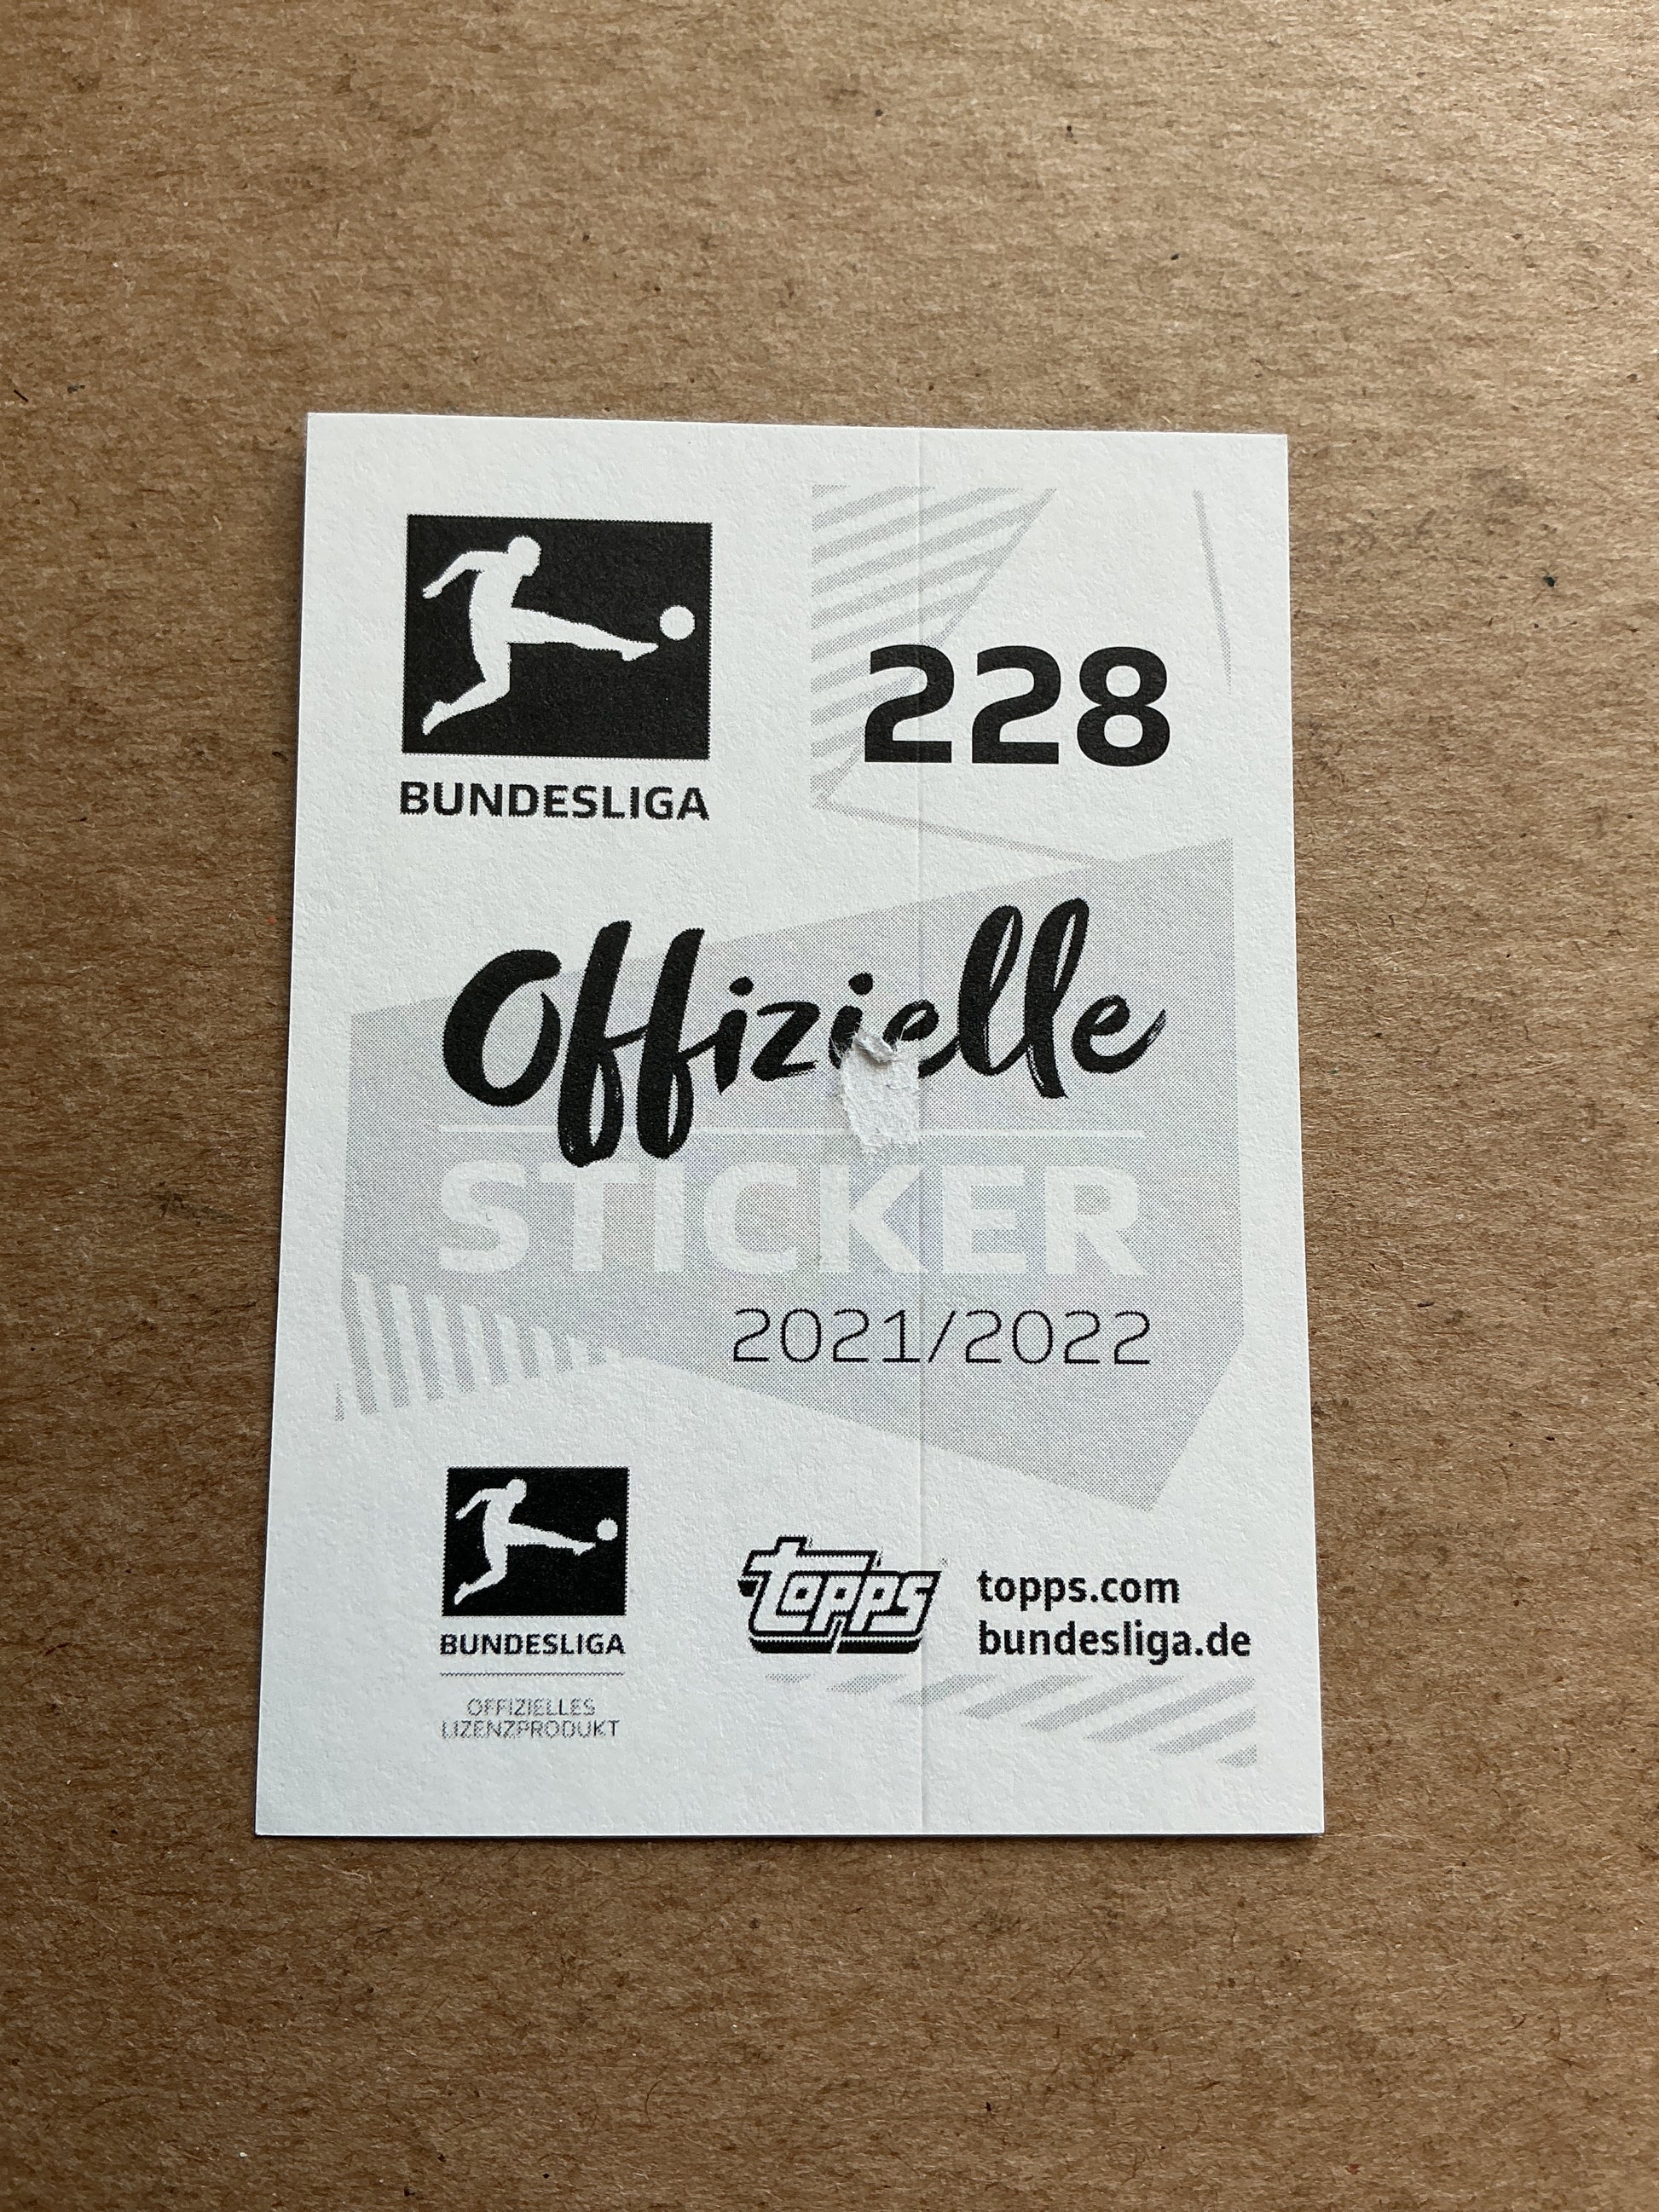 BUNDESLIGA
228
Offizielle
STICKER
2021/2022
BUNDESLIGA
OFFIZIELLES
LIZENZPRODUKT
topps
topps.com
bundesliga.de